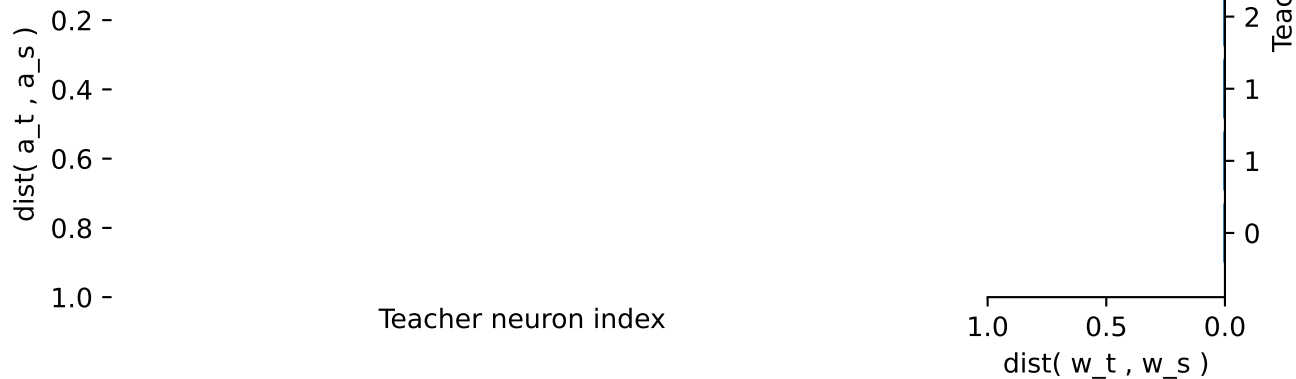 0.2
0.4
0.6
0.8
1.0
dist( a_t , a_s )
Teacher neuron index
2
1
1
0
1.0 0.5 0.0
dist( w_t , w_s )